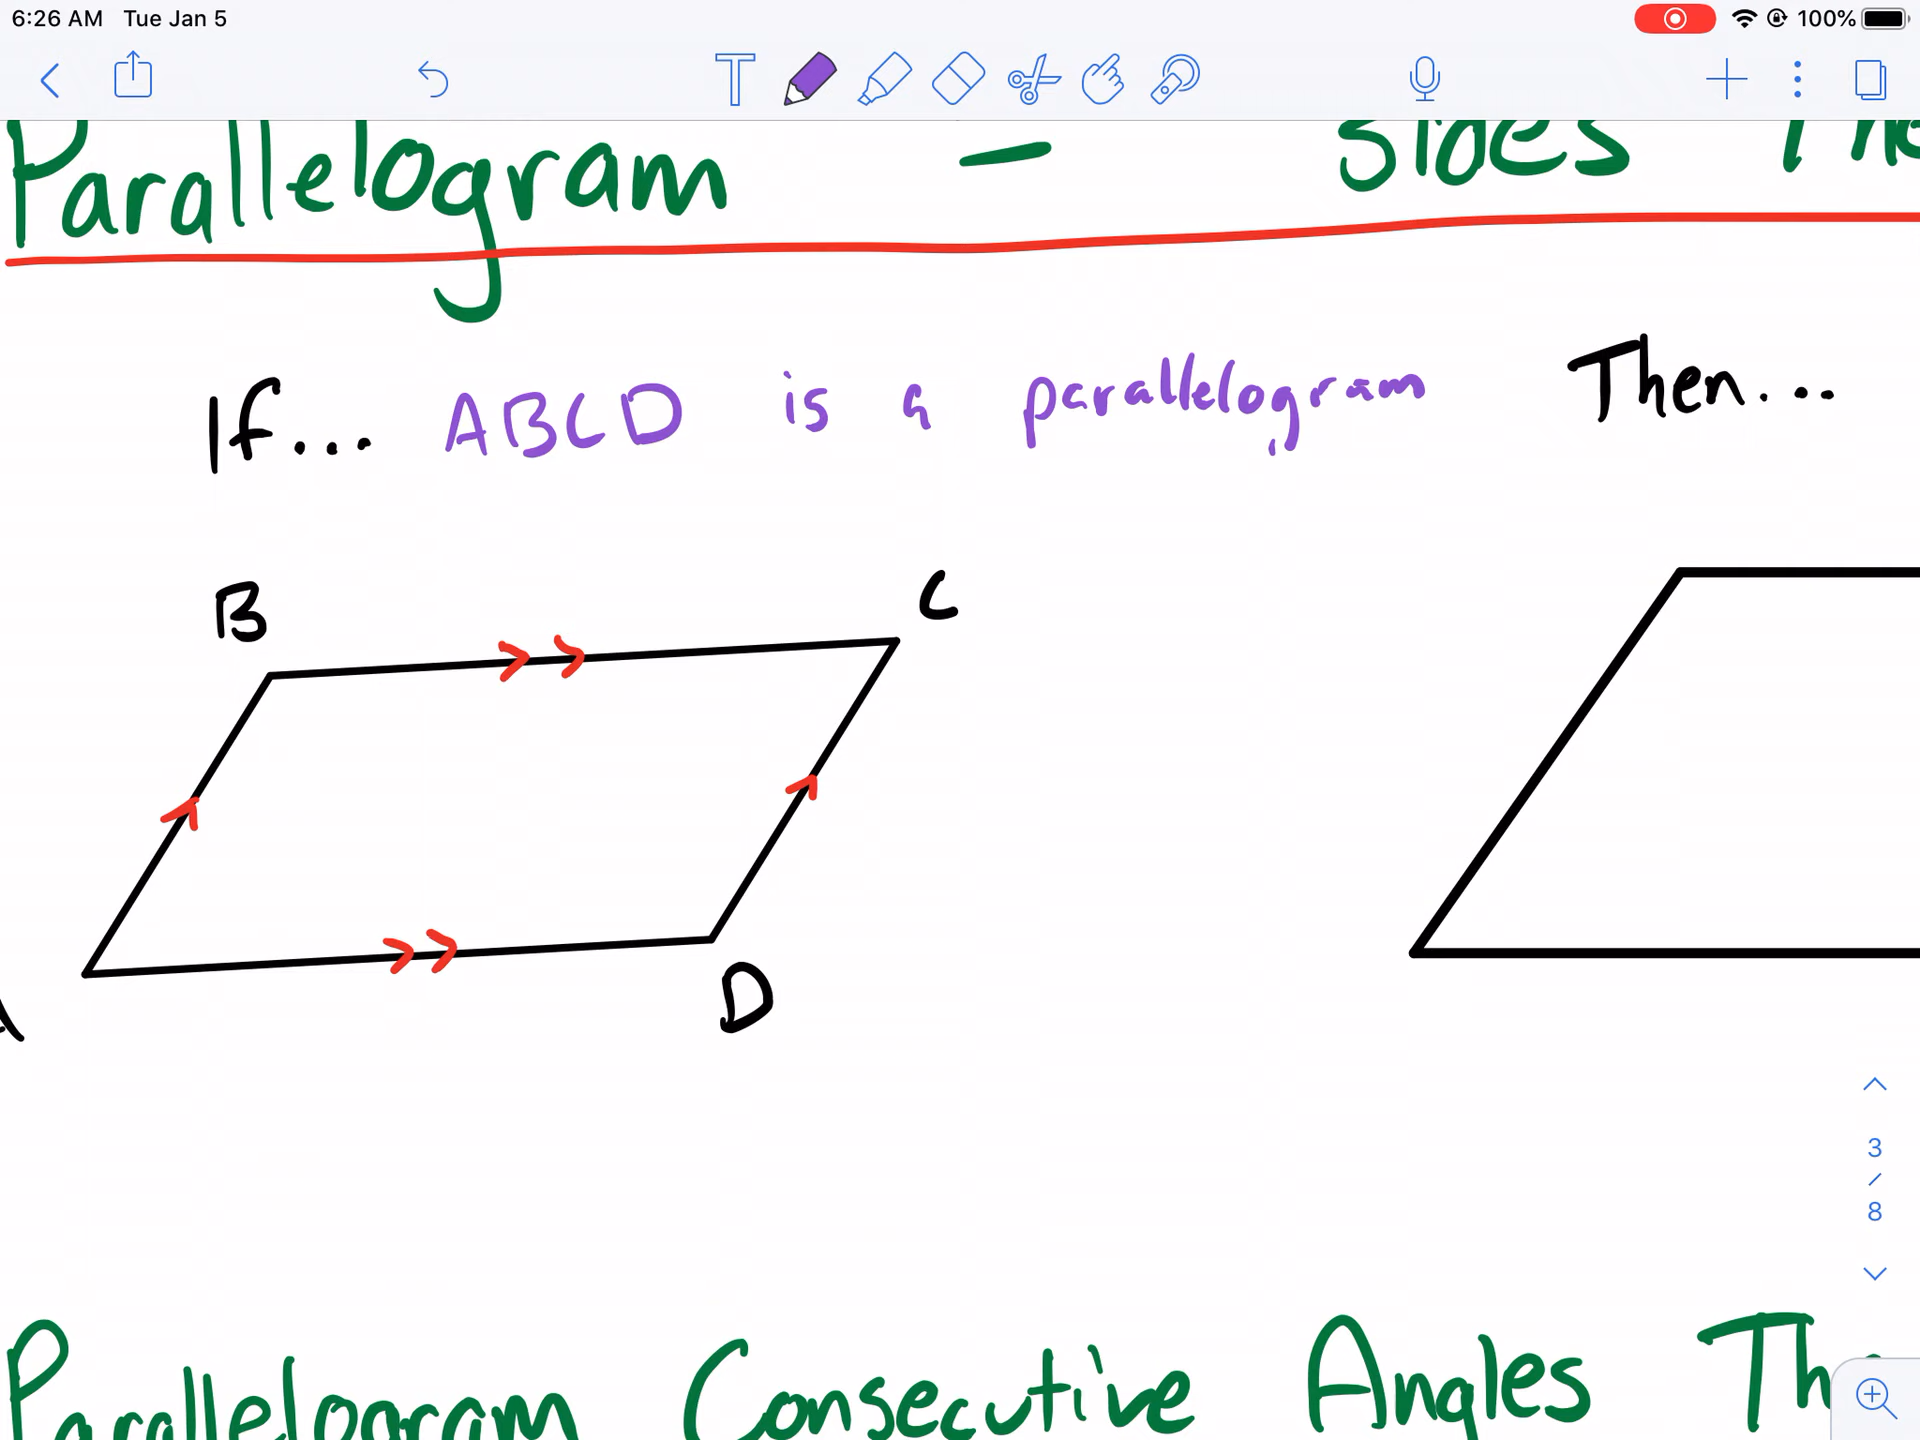 6:26 AM Tue Jan 5
100%
Parallelogram - sides
If... ABCD is a parallelogram Then...
B
C
D
3
/
8
Parallelogram Consecutive Angles